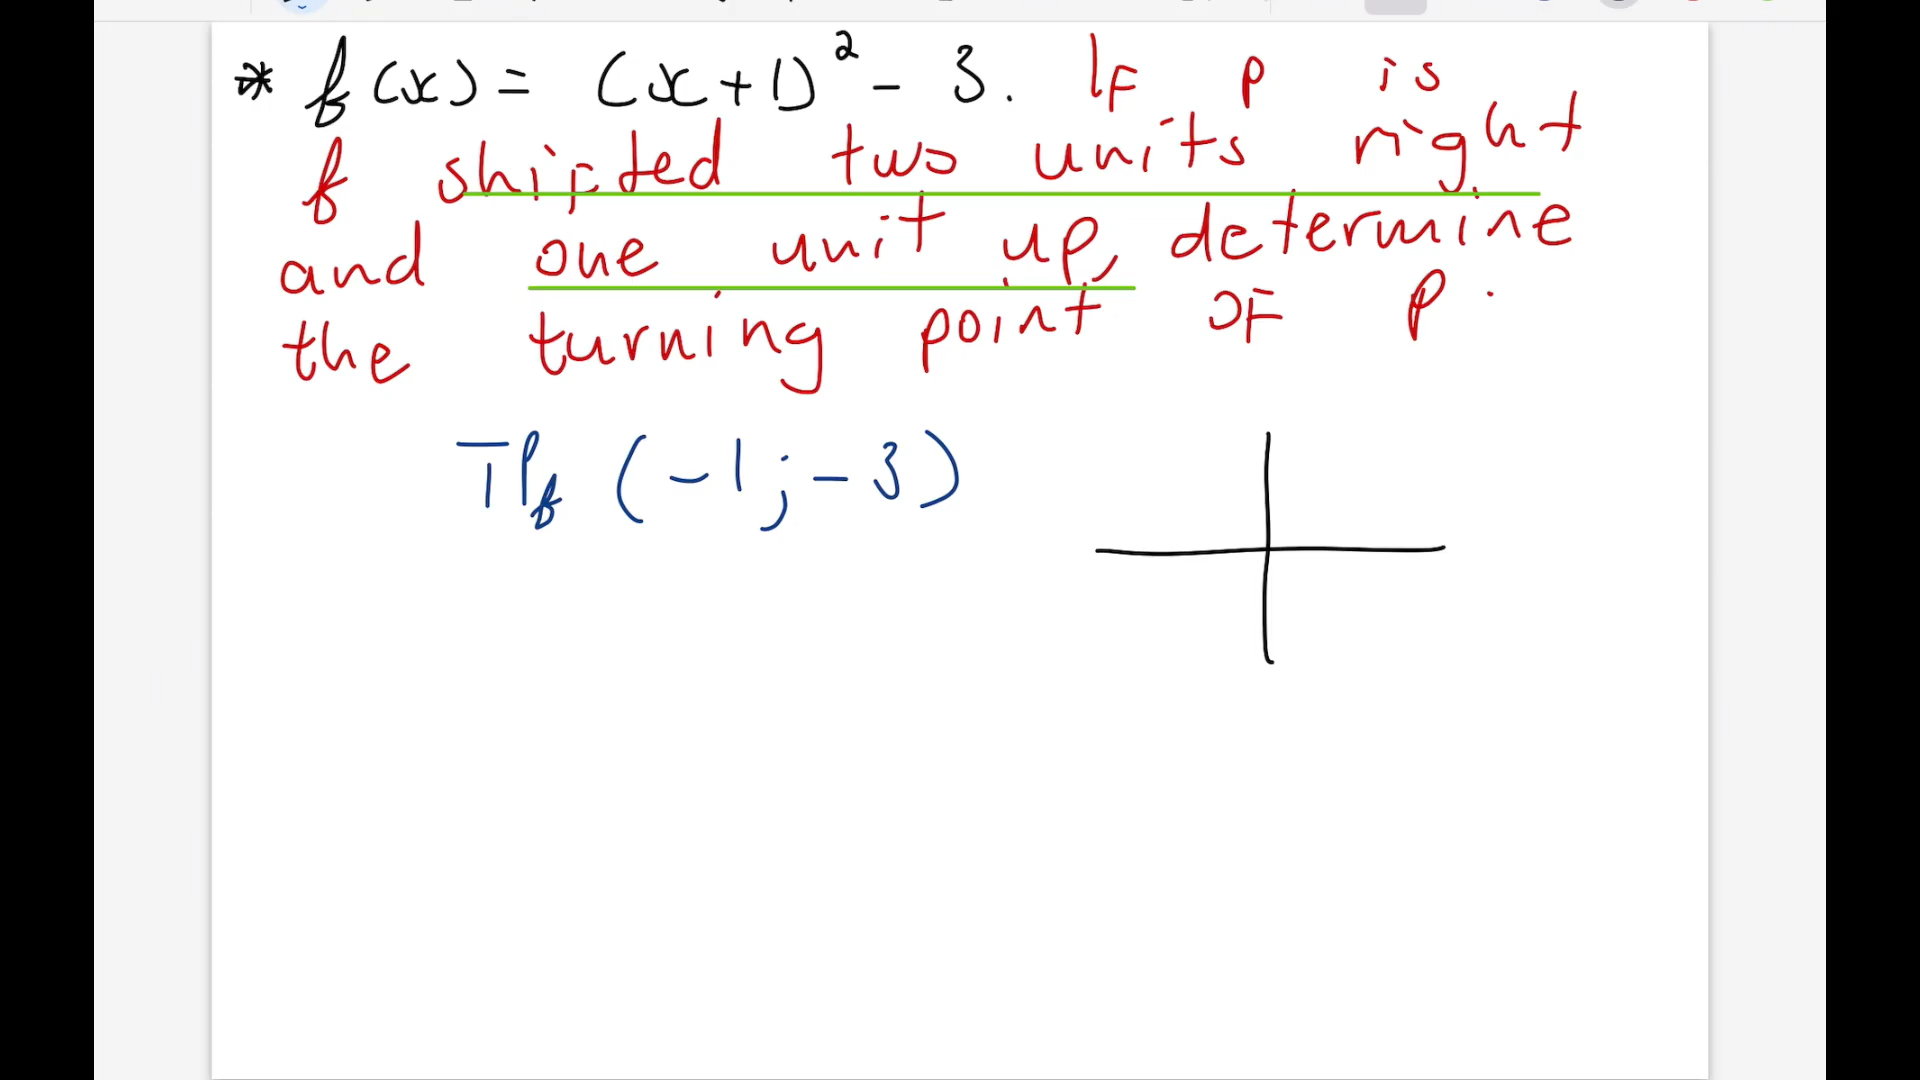 * f(x) = (x+1)² - 3. If p is
f shifted two units right
and one unit up, determine
the turning point of p.
TPf (-1; -3)